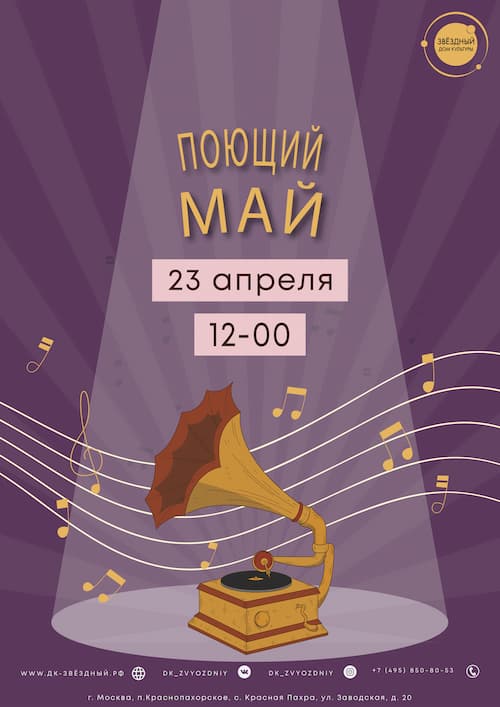 ЗВЁЗДНЫЙ
ДОМ КУЛЬТУРЫ
ПОЮЩИЙ
МАЙ
23 апреля
12-00
WWW.ДК-ЗВЁЗДНЫЙ.РФ DK_ZVYOZDNIY DK_ZVYOZDNIY +7 (495) 850-80-53
г. Москва, п.Краснопахорское. с. Красная Пахра, ул. Заводская, д. 20